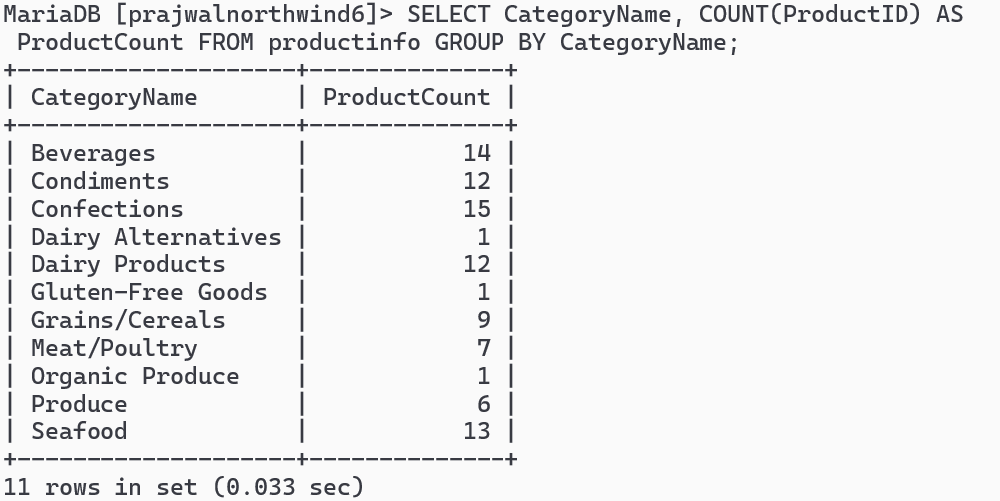 MariaDB [prajwalnorthwind6]> SELECT CategoryName, COUNT(ProductID) AS
 ProductCount FROM productinfo GROUP BY CategoryName;
+--------------------+--------------+
| CategoryName       | ProductCount |
+--------------------+--------------+
| Beverages          |           14 |
| Condiments         |           12 |
| Confections        |           15 |
| Dairy Alternatives |            1 |
| Dairy Products     |           12 |
| Gluten-Free Goods  |            1 |
| Grains/Cereals     |            9 |
| Meat/Poultry       |            7 |
| Organic Produce    |            1 |
| Produce            |            6 |
| Seafood            |           13 |
+--------------------+--------------+
11 rows in set (0.033 sec)